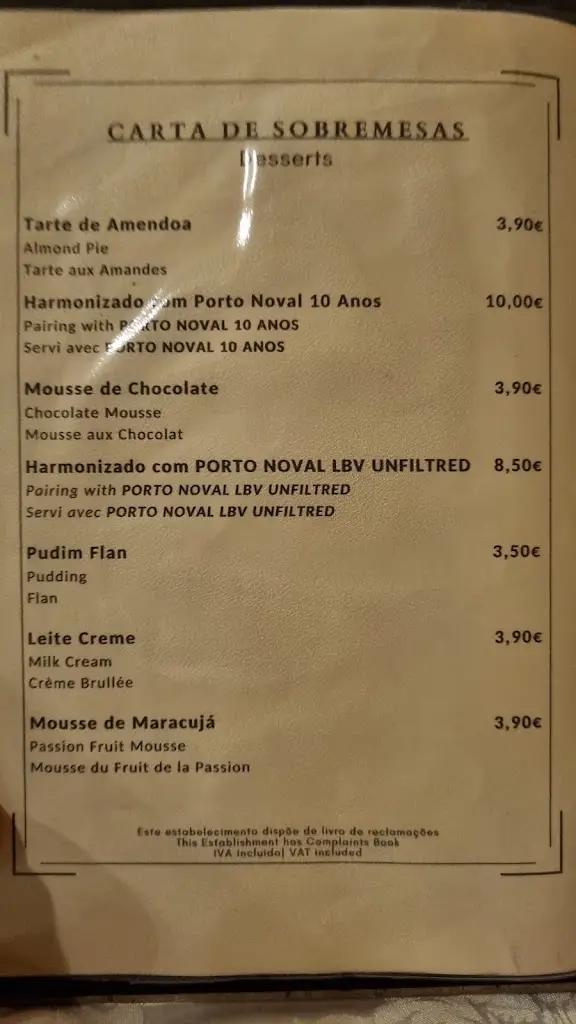 CARTA DE SOBREMESAS
Desserts
Tarte de Amendoa 3,90€
Almond Pie
Tarte aux Amandes
Harmonizado com Porto Noval 10 Anos 10,00€
Pairing with PORTO NOVAL 10 ANOS
Servi avec PORTO NOVAL 10 ANOS
Mousse de Chocolate 3,90€
Chocolate Mousse
Mousse aux Chocolat
Harmonizado com PORTO NOVAL LBV UNFILTRED 8,50€
Pairing with PORTO NOVAL LBV UNFILTRED
Servi avec PORTO NOVAL LBV UNFILTRED
Pudim Flan 3,50€
Pudding
Flan
Leite Creme 3,90€
Milk Cream
Crème Brullée
Mousse de Maracujá 3,90€
Passion Fruit Mousse
Mousse du Fruit de la Passion
Este estabelecimento dispõe de livro de reclamações
This Establishment has Complaints Book
IVA Incluido| VAT included